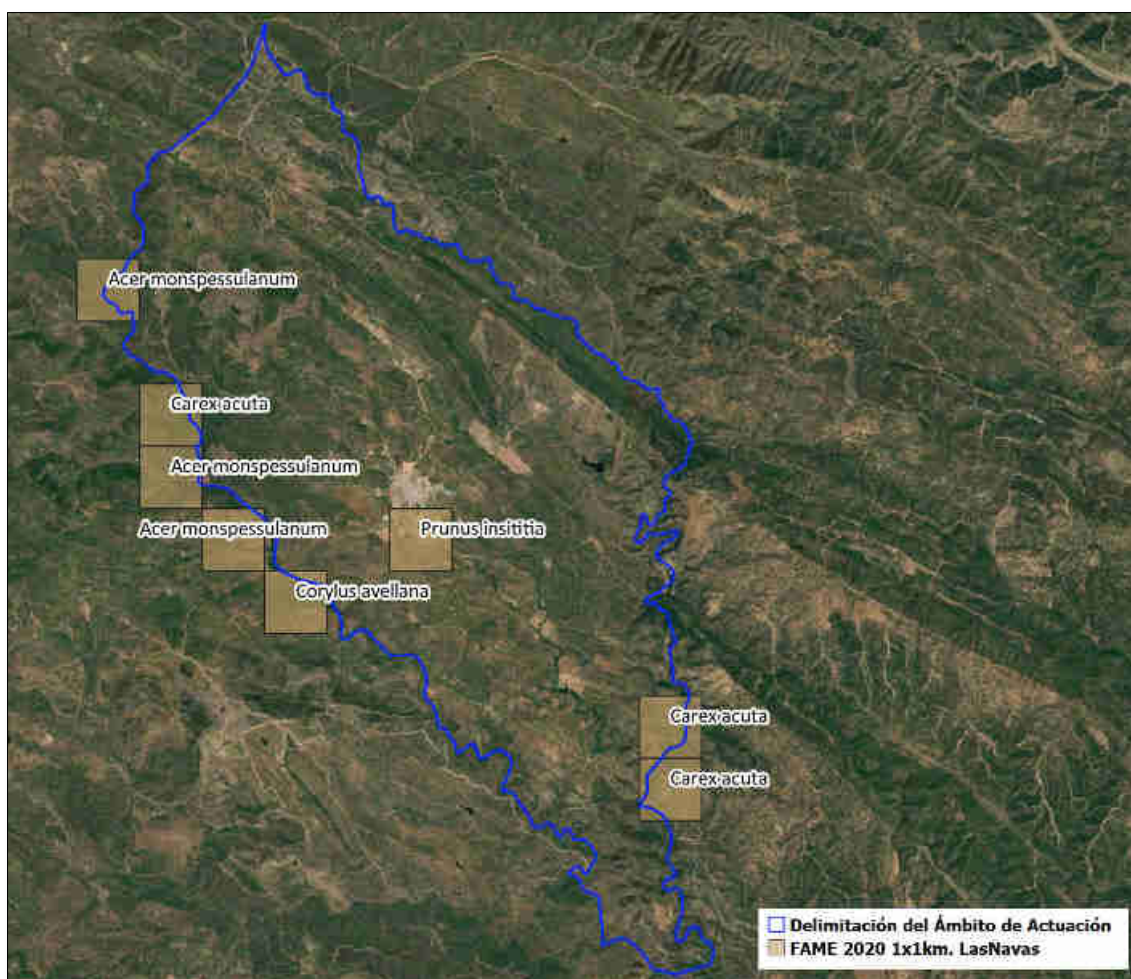 Acer monspessulanum
Carex acuta
Acer monspessulanum
Acer monspessulanum
Prunus insititia
Corylus avellana
Carex acuta
Carex acuta
Delimitación del Ámbito de Actuación
FAME 2020 1x1km. LasNavas